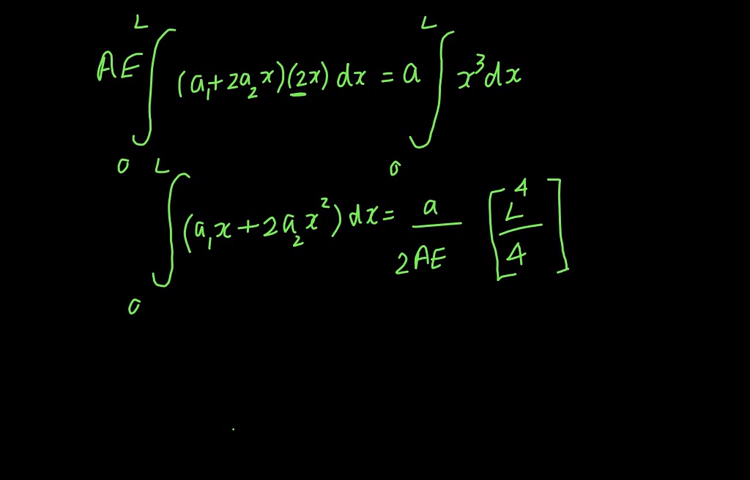 AE ∫₀ᴸ (a₁+2a₂x)(2x) dx = a ∫₀ᴸ x³dx
∫₀ᴸ (a₁x+2a₂x²) dx = a/2AE [L⁴/4]